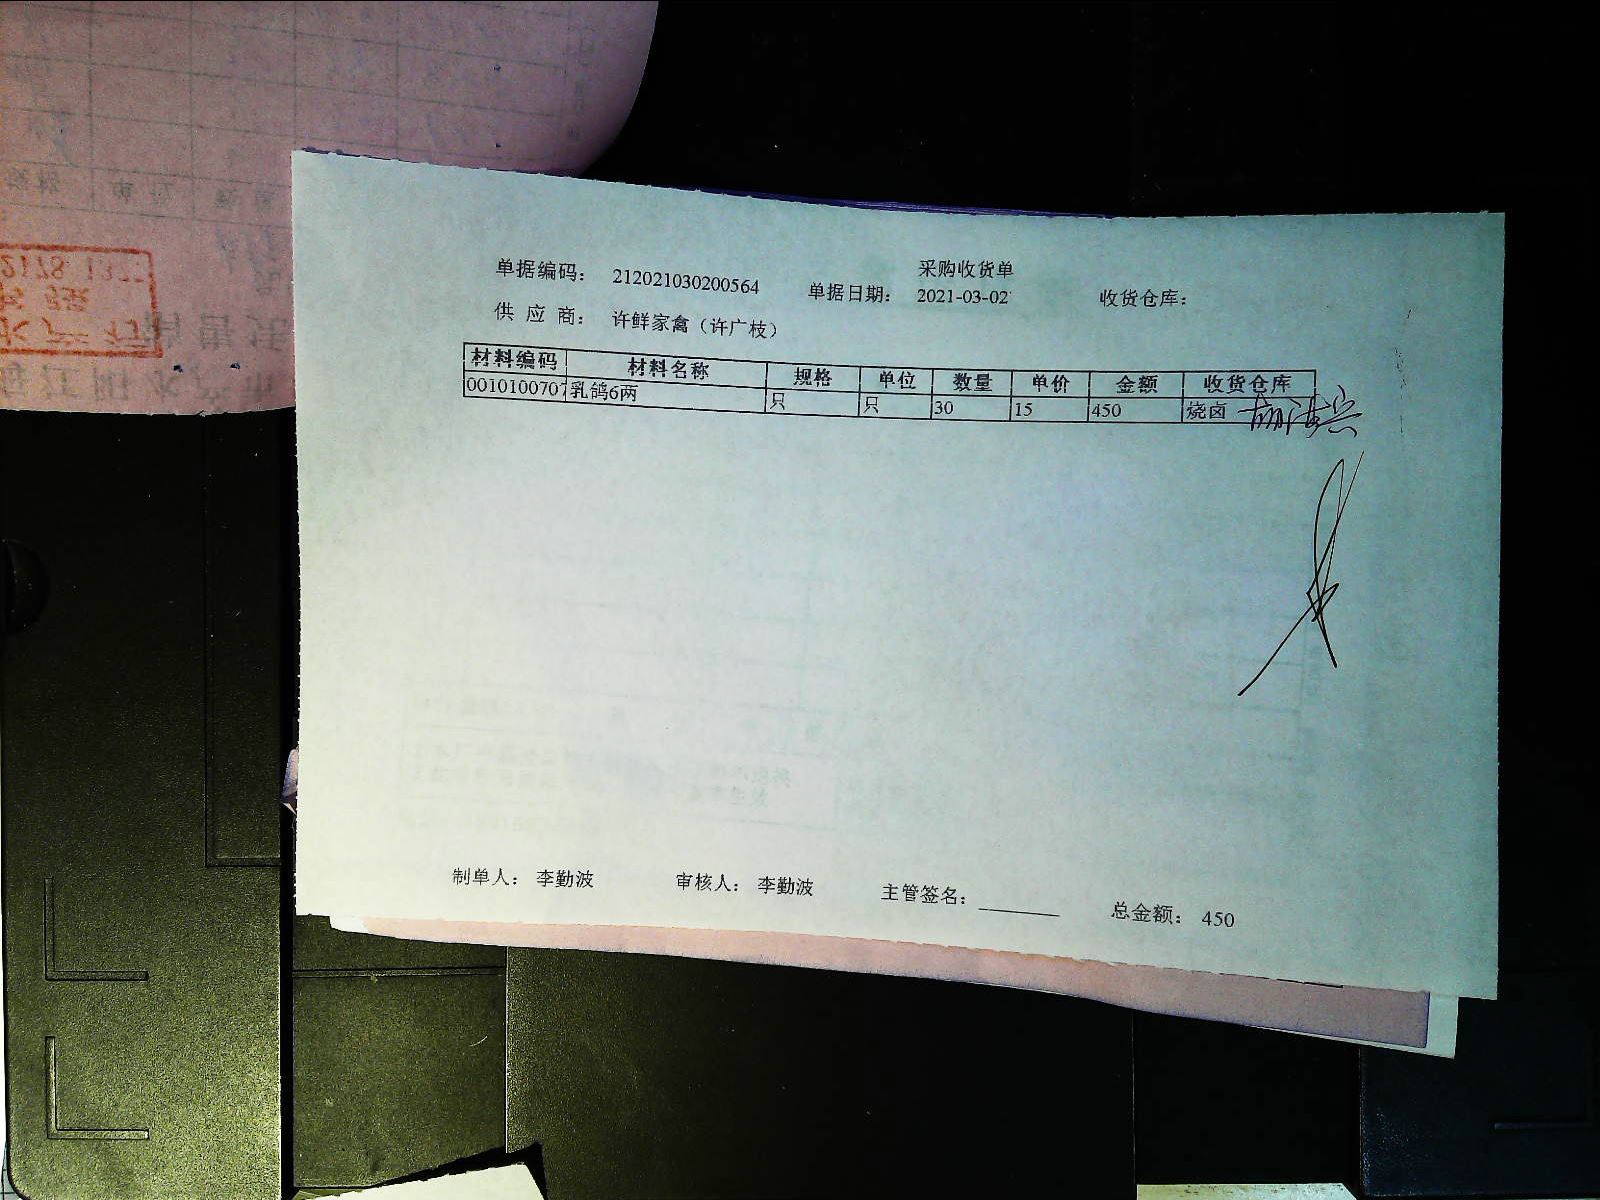 采购收货单
单据编码： 212021030200564 单据日期： 2021-03-02 收货仓库：
供 应 商： 许鲜家禽（许广枝）
材料编码 材料名称 规格 单位 数量 单价 金额 收货仓库
0010100707 乳鸽6两 只 只 30 15 450 烧卤
制单人： 李勤波 审核人： 李勤波 主管签名： 总金额： 450